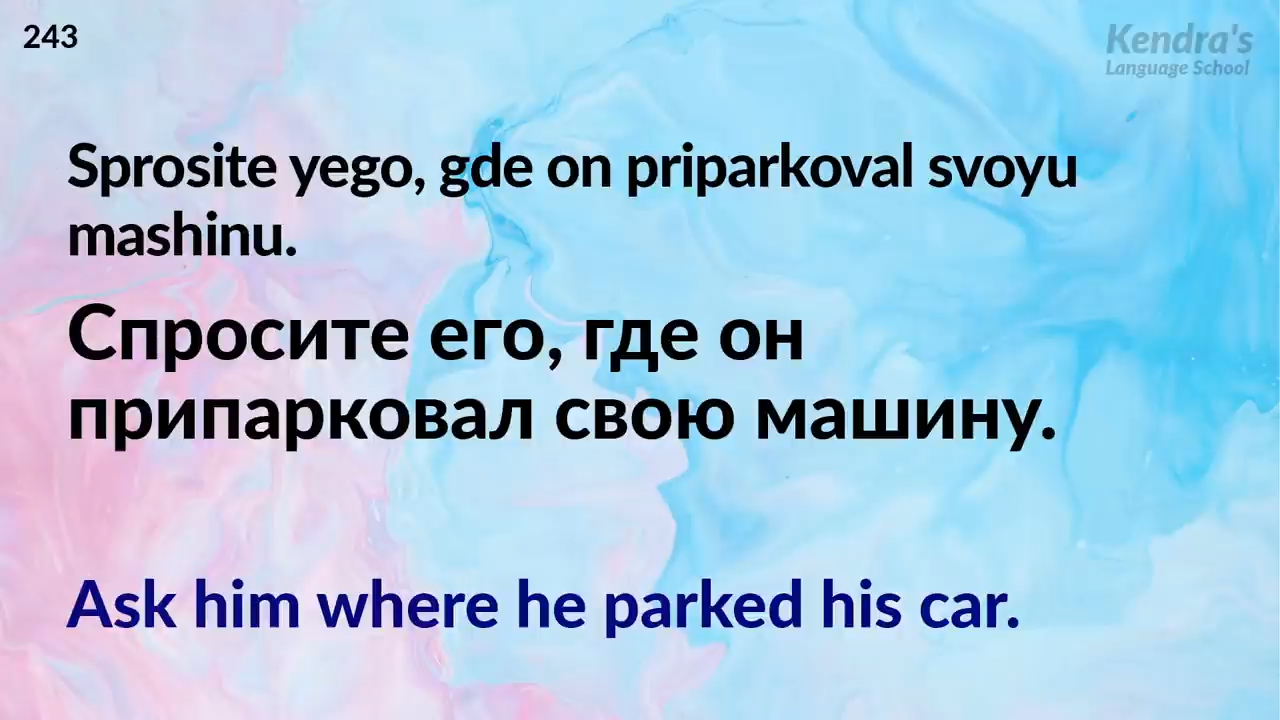 243
Kendra's
Language School
Sprosite yego, gde on priparkoval svoyu
mashinu.
Спросите его, где он
припарковал свою машину.
Ask him where he parked his car.